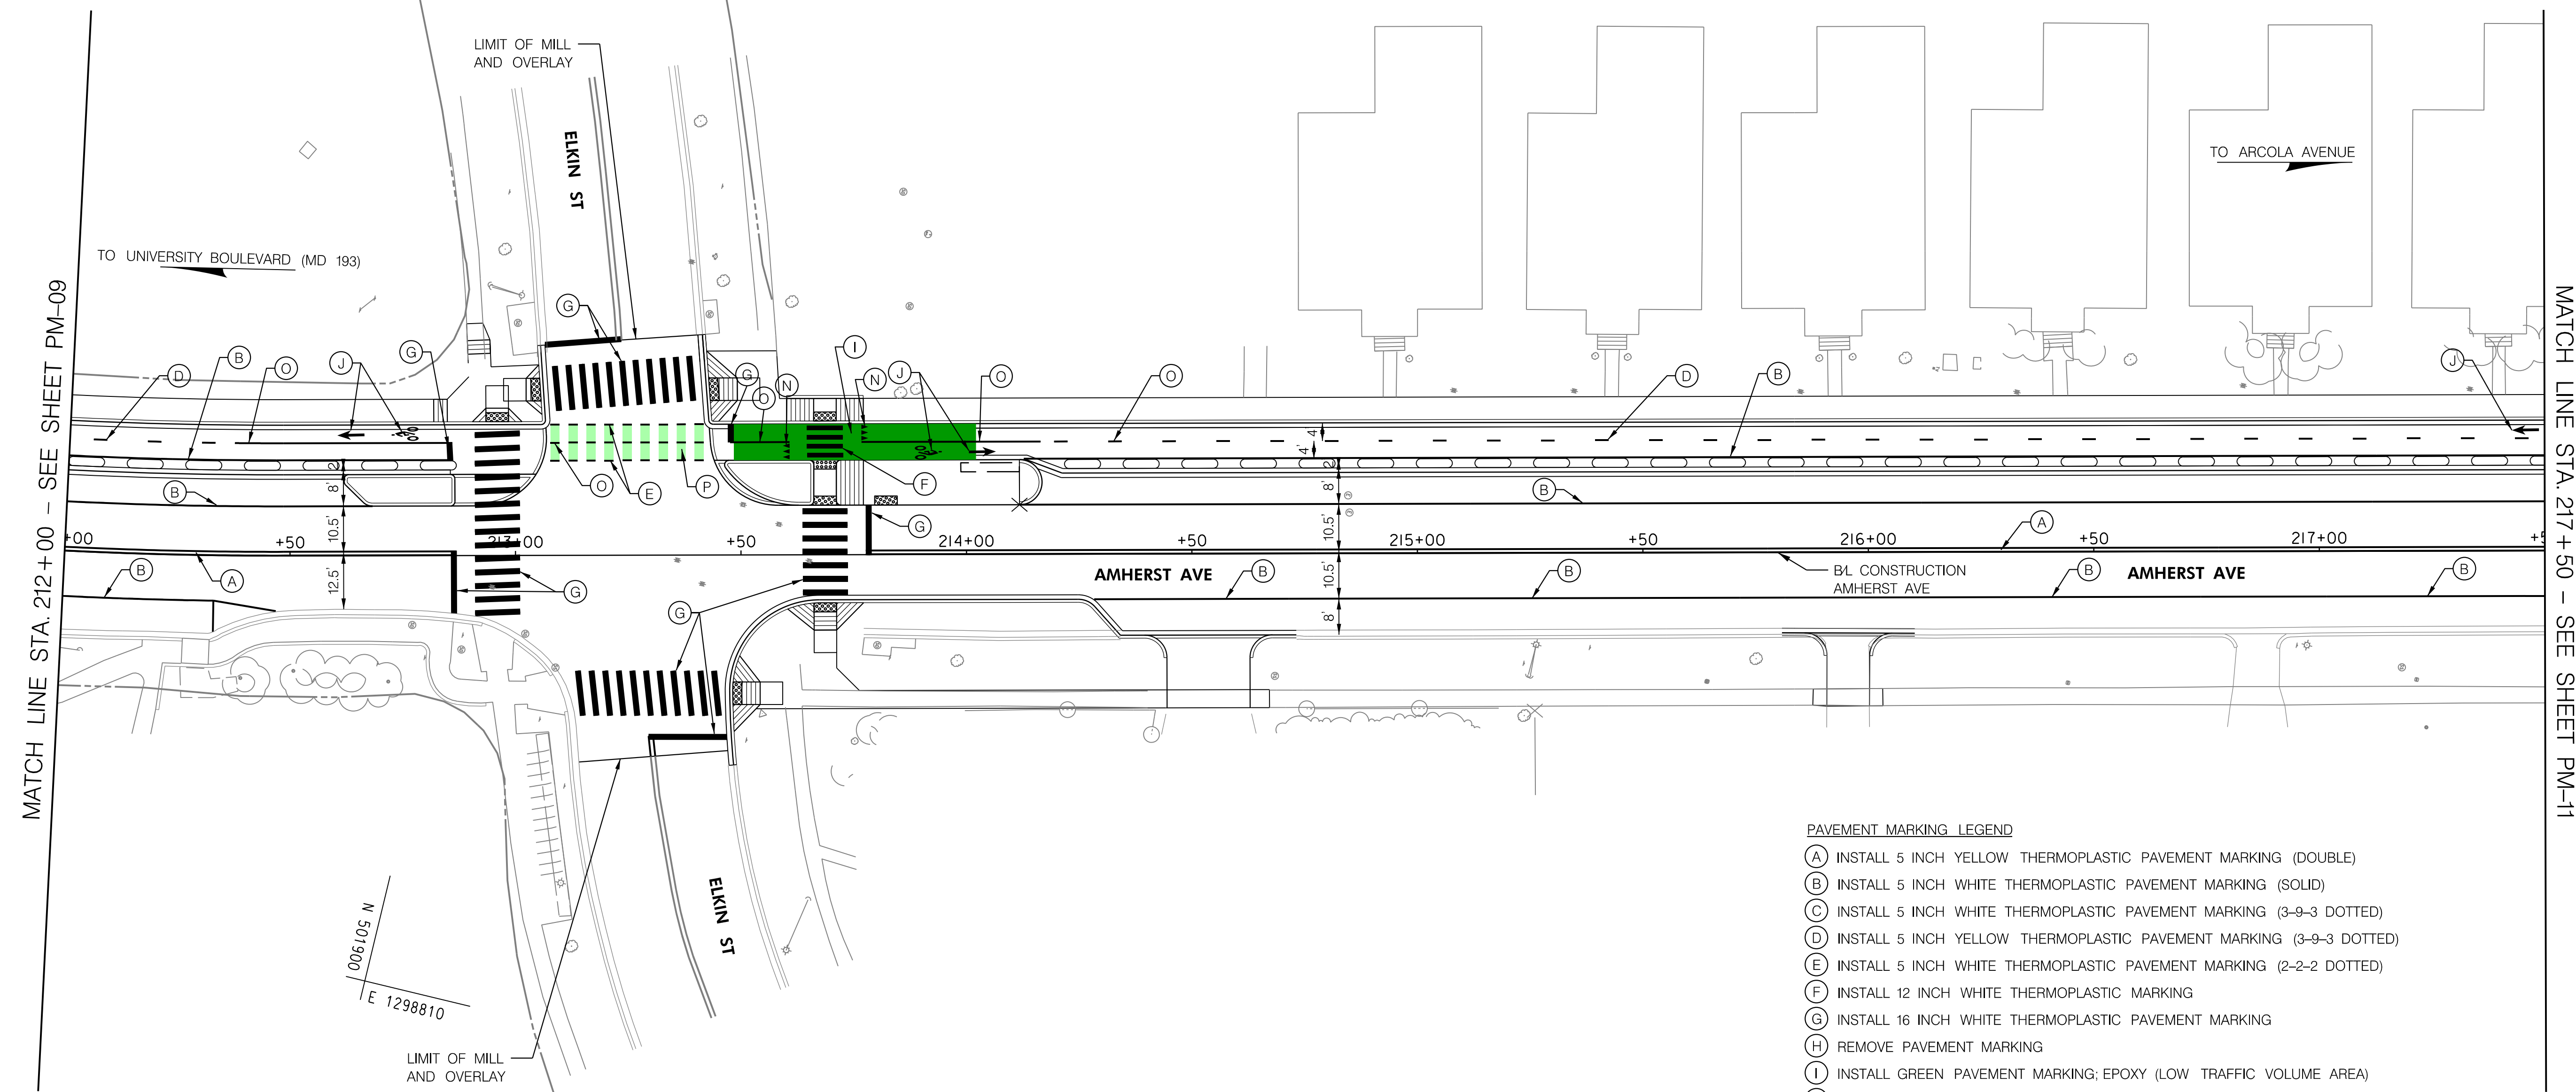 LIMIT OF MILL
AND OVERLAY
ELKIN ST
TO ARCOLA AVENUE
TO UNIVERSITY BOULEVARD (MD 193)
MATCH LINE STA. 212+00 - SEE SHEET PM-09
MATCH LINE STA. 217+50 - SEE SHEET PM-11
G
I
D
B
O
J
G
G
O
N
N
J
O
O
D
B
J
4'
4'
2'
8'
2'
8'
B
O
E
P
F
G
B
A
10.5'
10.5'
+00
+50
213+00
+50
214+00
+50
215+00
+50
216+00
+50
217+00
+5
12.5'
10.5'
8'
B
A
G
G
AMHERST AVE
B
B
B/L CONSTRUCTION
AMHERST AVE
B
AMHERST AVE
B
ELKIN ST
N 501900
E 1298810
LIMIT OF MILL
AND OVERLAY
PAVEMENT MARKING LEGEND
A INSTALL 5 INCH YELLOW THERMOPLASTIC PAVEMENT MARKING (DOUBLE)
B INSTALL 5 INCH WHITE THERMOPLASTIC PAVEMENT MARKING (SOLID)
C INSTALL 5 INCH WHITE THERMOPLASTIC PAVEMENT MARKING (3-9-3 DOTTED)
D INSTALL 5 INCH YELLOW THERMOPLASTIC PAVEMENT MARKING (3-9-3 DOTTED)
E INSTALL 5 INCH WHITE THERMOPLASTIC PAVEMENT MARKING (2-2-2 DOTTED)
F INSTALL 12 INCH WHITE THERMOPLASTIC MARKING
G INSTALL 16 INCH WHITE THERMOPLASTIC PAVEMENT MARKING
H REMOVE PAVEMENT MARKING
I INSTALL GREEN PAVEMENT MARKING; EPOXY (LOW TRAFFIC VOLUME AREA)